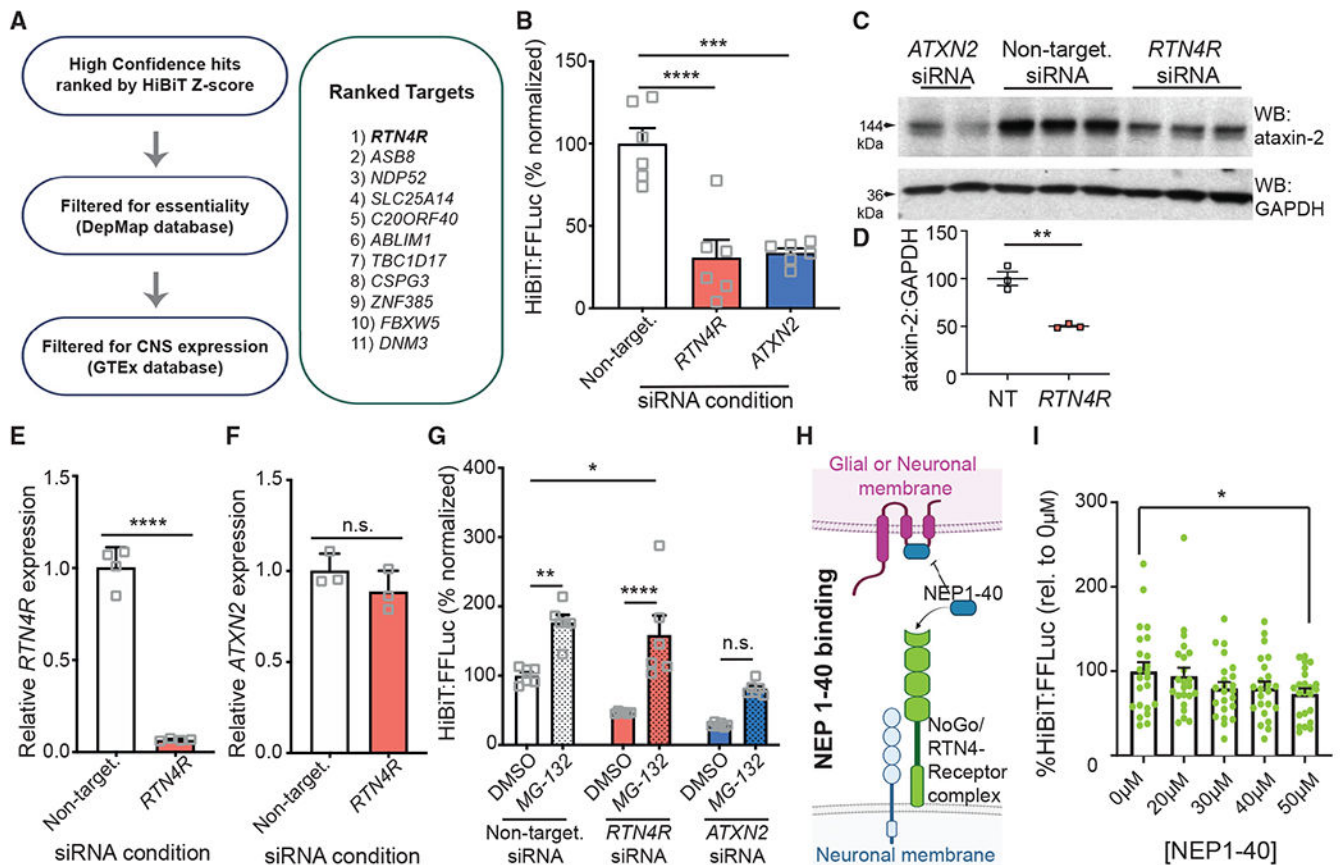 A
High Confidence hits
ranked by HiBiT Z-score
Filtered for essentiality
(DepMap database)
Filtered for CNS expression
(GTEx database)
Ranked Targets
1) RTN4R
2) ASB8
3) NDP52
4) SLC25A14
5) C20ORF40
6) ABLIM1
7) TBC1D17
8) CSPG3
9) ZNF385
10) FBXW5
11) DNM3
B
HiBiT:FFLuc (% normalized)
150
100
50
0
***
****
Non-target.
RTN4R
ATXN2
siRNA condition
C
ATXN2
siRNA
Non-target.
siRNA
RTN4R
siRNA
144
kDa
WB:
ataxin-2
36
kDa
WB:
GAPDH
D
ataxin-2:GAPDH
100
50
0
**
NT
RTN4R
E
Relative RTN4R expression
1.5
1.0
0.5
0.0
****
Non-target.
RTN4R
siRNA condition
F
Relative ATXN2 expression
1.5
1.0
0.5
0.0
n.s.
Non-target.
RTN4R
siRNA condition
G
HiBiT:FFLuc (% normalized)
400
300
200
100
0
*
**
****
n.s.
DMSO
MG-132
DMSO
MG-132
DMSO
MG-132
Non-target.
siRNA
RTN4R
siRNA
ATXN2
siRNA
H
NEP 1-40 binding
Glial or Neuronal
membrane
NEP1-40
NoGo/
RTN4-
Receptor
complex
Neuronal membrane
I
%HiBiT:FFLuc (rel. to 0µM)
300
200
100
0
*
0µM
20µM
30µM
40µM
50µM
[NEP1-40]